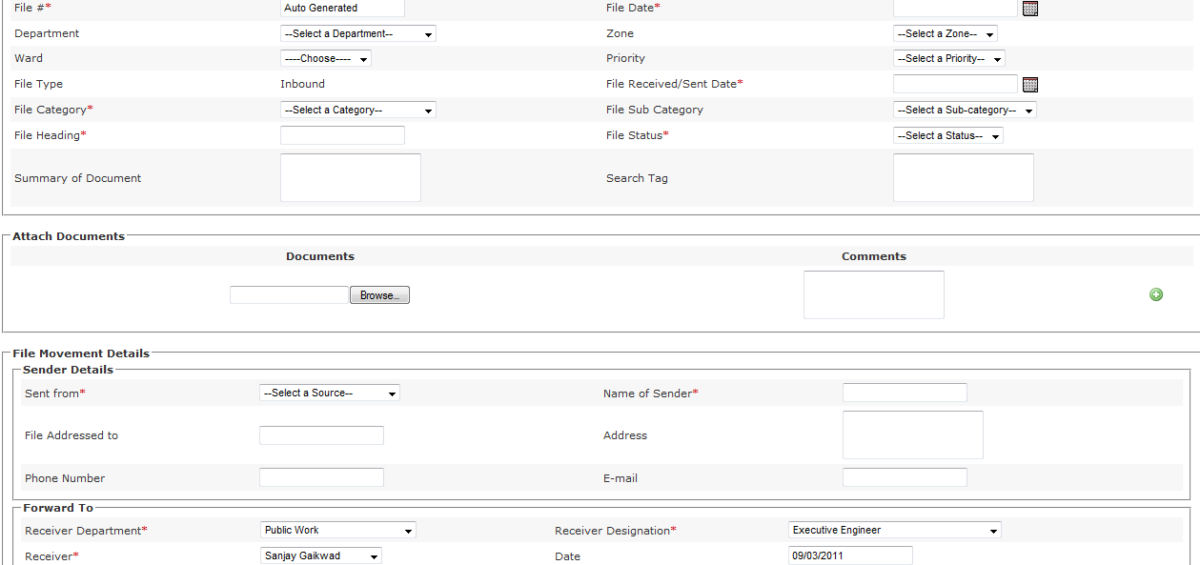 File #* Auto Generated File Date*
Department --Select a Department-- Zone --Select a Zone--
Ward ----Choose---- Priority --Select a Priority--
File Type Inbound File Received/Sent Date*
File Category* --Select a Category-- File Sub Category --Select a Sub-category--
File Heading* File Status* --Select a Status--
Summary of Document Search Tag
Attach Documents
Documents Comments
Browse...
File Movement Details
Sender Details
Sent from* --Select a Source-- Name of Sender*
File Addressed to Address
Phone Number E-mail
Forward To
Receiver Department* Public Work Receiver Designation* Executive Engineer
Receiver* Sanjay Gaikwad Date 09/03/2011